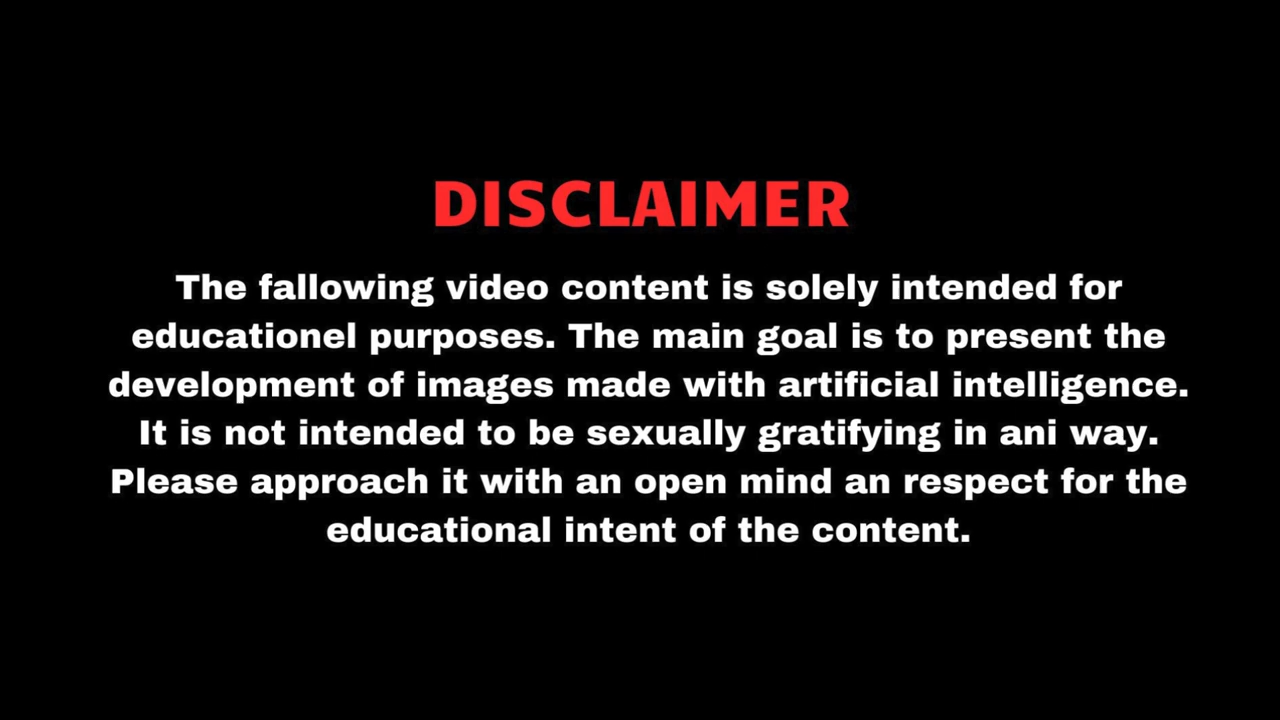 DISCLAIMER
The fallowing video content is solely intended for
educationel purposes. The main goal is to present the
development of images made with artificial intelligence.
It is not intended to be sexually gratifying in ani way.
Please approach it with an open mind an respect for the
educational intent of the content.